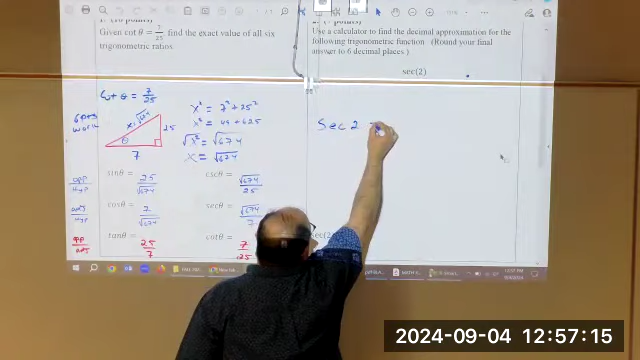 Given cot θ = 7/25 find the exact value of all six
trigonometric ratios
cot θ = 7/25
x² = 7² + 25²
x² = 49 + 625
√x² = √674
x = √674
x = √674
25
θ
7
sinθ = 25/√674
cscθ = √674/25
opp/hyp
cosθ = 7/√674
secθ = √674/7
adj/hyp
tanθ = 25/7
cotθ = 7/25
opp/adj
Use a calculator to find the decimal approximation for the
following trigonometric function. (Round your final
answer to 6 decimal places )
sec(2)
Sec 2
sec(2)
2024-09-04 12:57:15